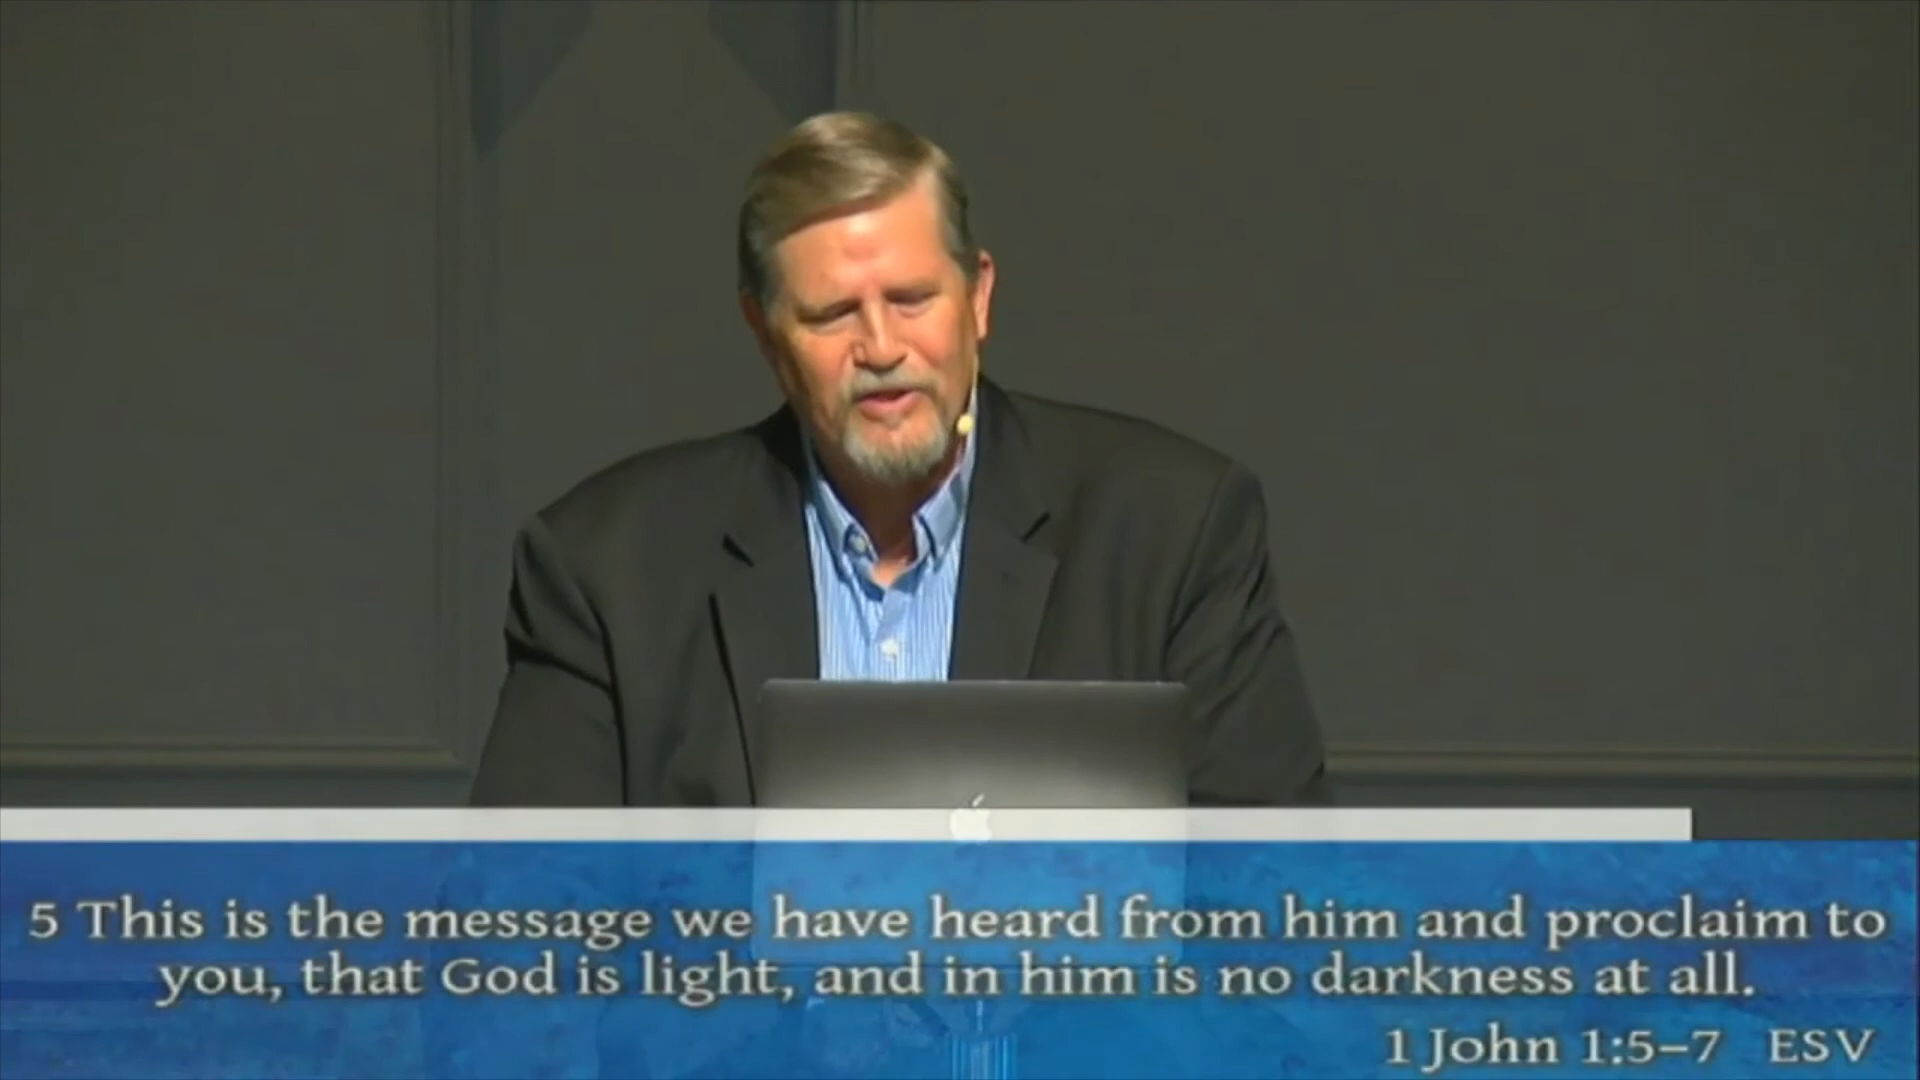 5 This is the message we have heard from him and proclaim to
you, that God is light, and in him is no darkness at all.
1 John 1:5–7 ESV